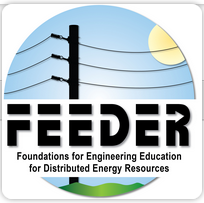 FEEDER
Foundations for Engineering Education
for Distributed Energy Resources